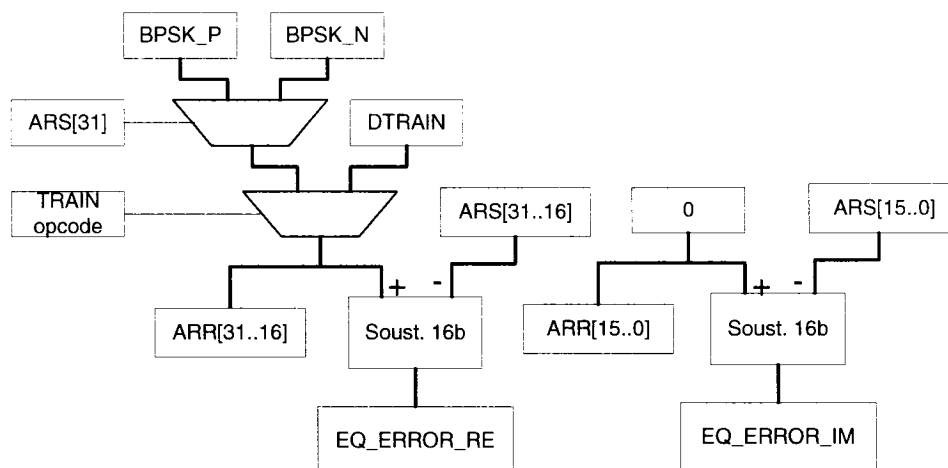 BPSK_P
BPSK_N
ARS[31]
DTRAIN
TRAIN
opcode
ARS[31..16]
0
ARS[15..0]
+
-
+
-
ARR[31..16]
Soust. 16b
ARR[15..0]
Soust. 16b
EQ_ERROR_RE
EQ_ERROR_IM